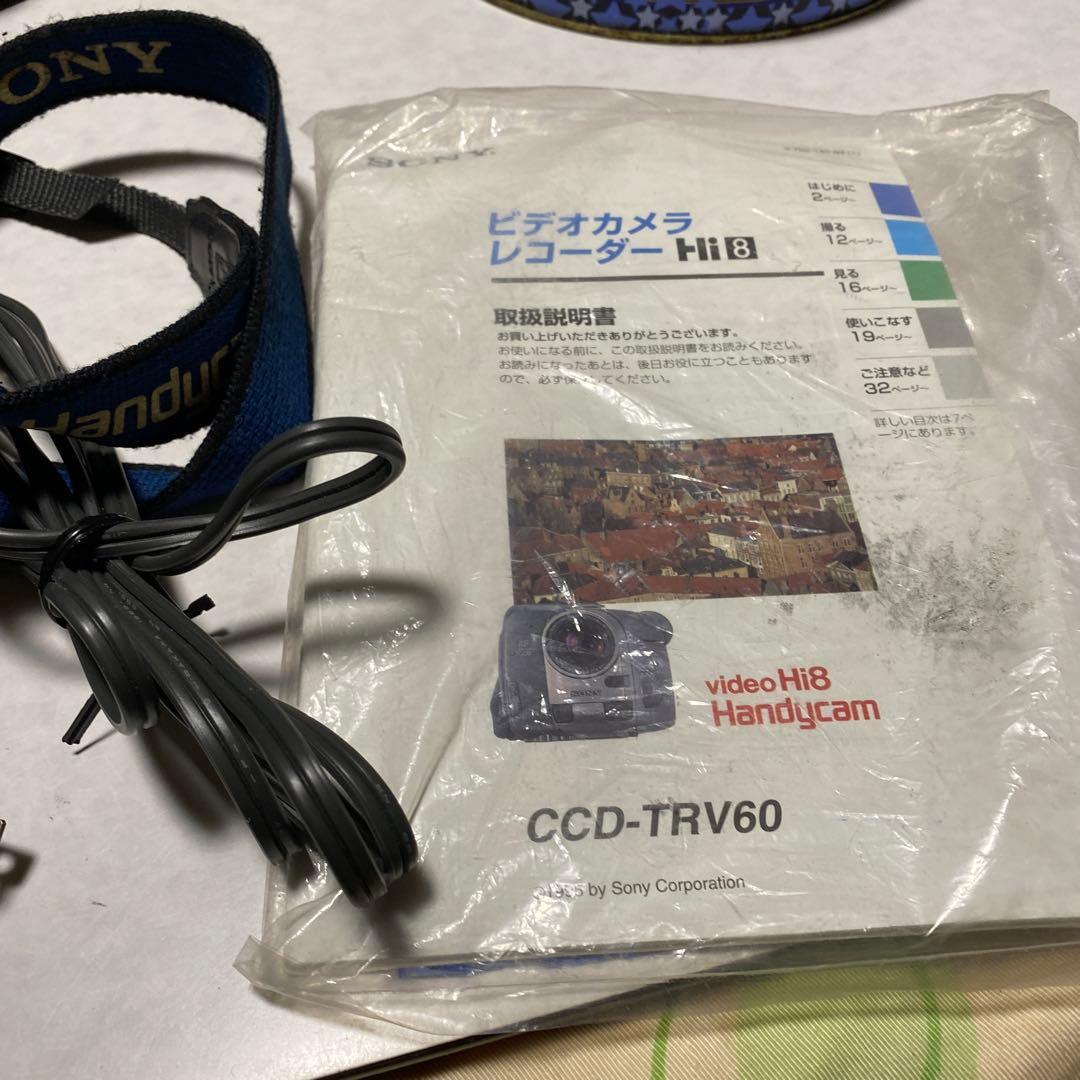 SONY
Handycam
SONY
ビデオカメラ
レコーダー Hi8
取扱説明書
お買い上げいただきありがとうございます。
お使いになる前に、この取扱説明書をお読みください。
お読みになったあとは、後日お役に立つこともあります
ので、必ず保 してください。
はじめに
2ページ~
撮る
12ページ~
見る
16ページ~
使いこなす
19ページ~
ご注意など
32ページ~
詳しい目次は7ペ
ージにあります。
SONY
video Hi8
Handycam
CCD-TRV60
©1995 by Sony Corporation